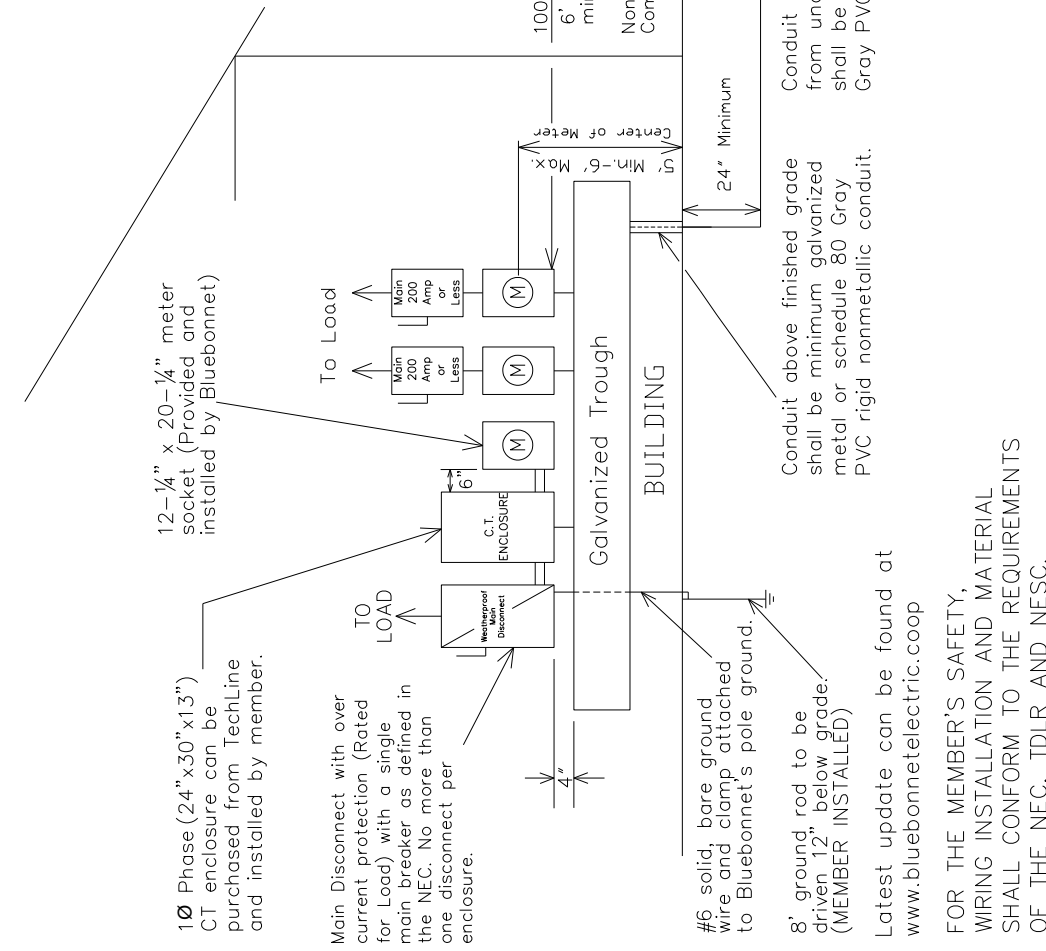 1Ø Phase (24"x30"x13")
CT enclosure can be
purchased from TechLine
and installed by member.
12-¼" x 20-¼" meter
socket (Provided and
installed by Bluebonnet)
Main Disconnect with over
current protection (Rated
for Load) with a single
main breaker as defined in
the NEC. No more than
one disconnect per
enclosure.
TO
LOAD
To Load
Weatherproof
Main
Disconnect
C.T.
ENCLOSURE
6"
M
M
M
Main
200
Amp
or
Less
Main
200
Amp
or
Less
4"
Galvanized Trough
BUILDING
5' Min.-6' Max.
Center of Meter
100
6'
24" Minimum
#6 solid, bare ground
wire and clamp attached
to Bluebonnet's pole ground.
8' ground rod to be
driven 12" below grade.
(MEMBER INSTALLED)
Conduit above finished grade
shall be minimum galvanized
metal or schedule 80 Gray
PVC rigid nonmetallic conduit.
Conduit
from
shall be
Gray PVC
Latest update can be found at
www.bluebonnetelectric.coop
FOR THE MEMBER'S SAFETY,
WIRING INSTALLATION AND MATERIAL
SHALL CONFORM TO THE REQUIREMENTS
OF THE NEC, TDLR AND NESC.